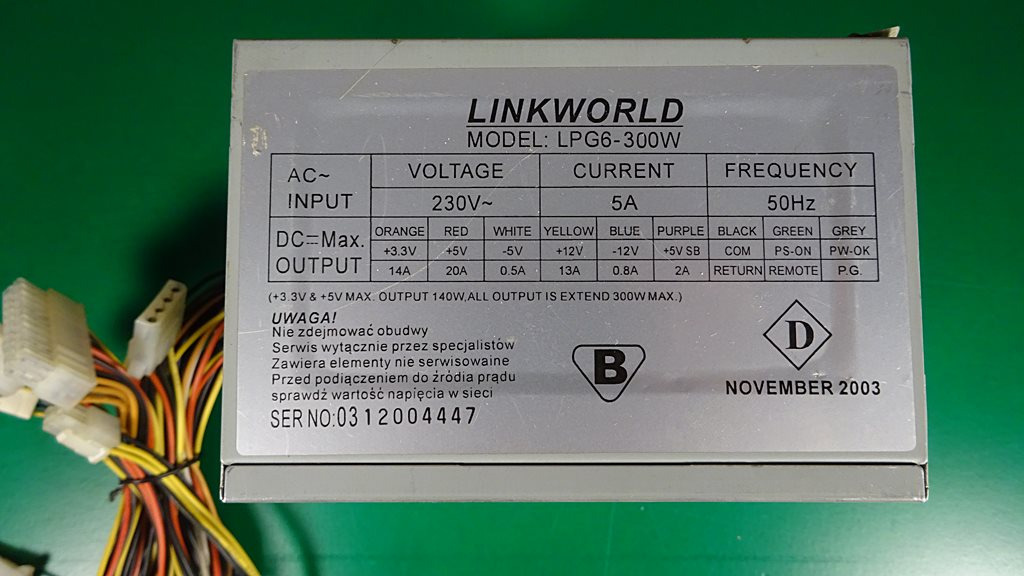 LINKWORLD
MODEL: LPG6-300W
AC~ INPUT VOLTAGE CURRENT FREQUENCY
230V~ 5A 50Hz
DC⎓Max. OUTPUT ORANGE RED WHITE YELLOW BLUE PURPLE BLACK GREEN GREY
+3.3V +5V -5V +12V -12V +5V SB COM PS-ON PW-OK
14A 20A 0.5A 13A 0.8A 2A RETURN REMOTE P.G.
(+3.3V & +5V MAX. OUTPUT 140W,ALL OUTPUT IS EXTEND 300W MAX.)
UWAGA!
Nie zdejmować obudwy
Serwis wytącznie przez specjalistów
Zawiera elementy nie serwisowaine
Przed podiączeniem do źródia prądu
sprawdź wartość napięcia w sieci
SER NO:0312004447
B
D
NOVEMBER 2003